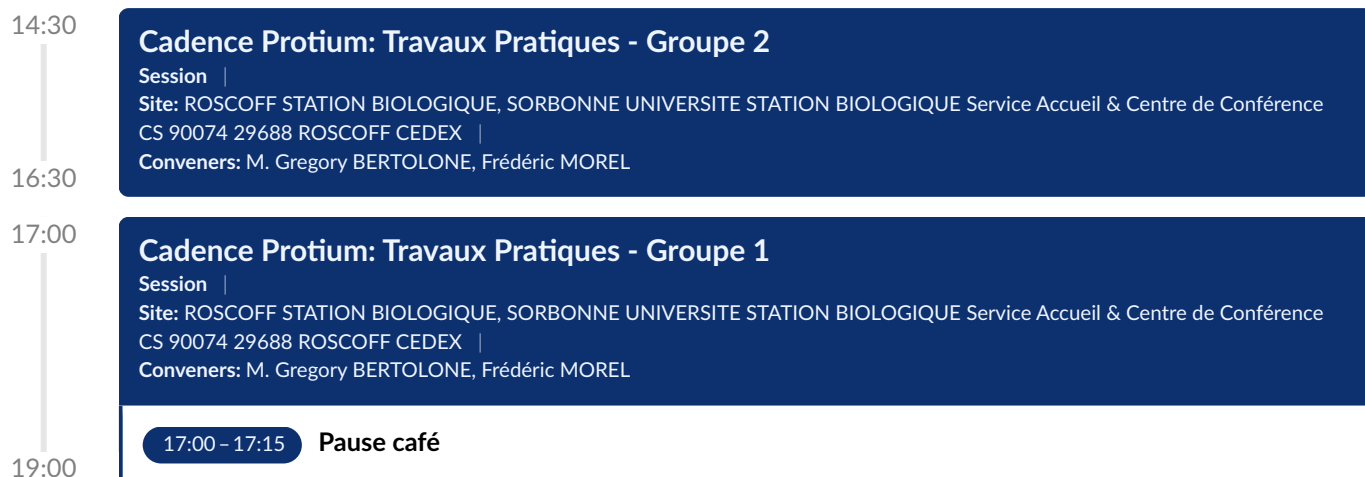 14:30
Cadence Protium: Travaux Pratiques - Groupe 2
Session |
Site: ROSCOFF STATION BIOLOGIQUE, SORBONNE UNIVERSITE STATION BIOLOGIQUE Service Accueil & Centre de Conférence
CS 90074 29688 ROSCOFF CEDEX |
Conveners: M. Gregory BERTOLONE, Frédéric MOREL
16:30
17:00
Cadence Protium: Travaux Pratiques - Groupe 1
Session |
Site: ROSCOFF STATION BIOLOGIQUE, SORBONNE UNIVERSITE STATION BIOLOGIQUE Service Accueil & Centre de Conférence
CS 90074 29688 ROSCOFF CEDEX |
Conveners: M. Gregory BERTOLONE, Frédéric MOREL
17:00 – 17:15 Pause café
19:00